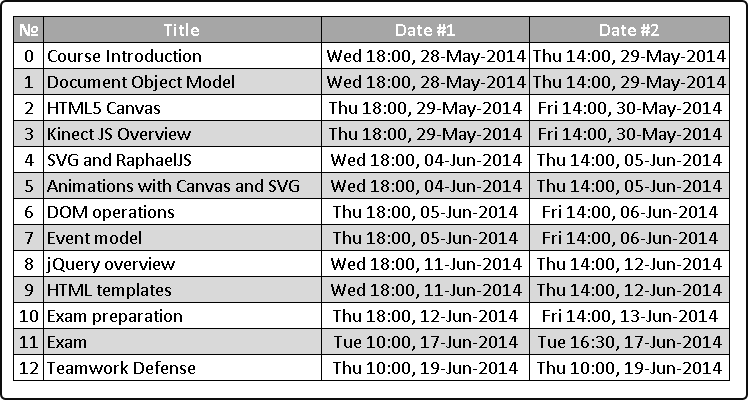 № Title Date #1 Date #2
0 Course Introduction Wed 18:00, 28-May-2014 Thu 14:00, 29-May-2014
1 Document Object Model Wed 18:00, 28-May-2014 Thu 14:00, 29-May-2014
2 HTML5 Canvas Thu 18:00, 29-May-2014 Fri 14:00, 30-May-2014
3 Kinect JS Overview Thu 18:00, 29-May-2014 Fri 14:00, 30-May-2014
4 SVG and RaphaelJS Wed 18:00, 04-Jun-2014 Thu 14:00, 05-Jun-2014
5 Animations with Canvas and SVG Wed 18:00, 04-Jun-2014 Thu 14:00, 05-Jun-2014
6 DOM operations Thu 18:00, 05-Jun-2014 Fri 14:00, 06-Jun-2014
7 Event model Thu 18:00, 05-Jun-2014 Fri 14:00, 06-Jun-2014
8 jQuery overview Wed 18:00, 11-Jun-2014 Thu 14:00, 12-Jun-2014
9 HTML templates Wed 18:00, 11-Jun-2014 Thu 14:00, 12-Jun-2014
10 Exam preparation Thu 18:00, 12-Jun-2014 Fri 14:00, 13-Jun-2014
11 Exam Tue 10:00, 17-Jun-2014 Tue 16:30, 17-Jun-2014
12 Teamwork Defense Thu 10:00, 19-Jun-2014 Thu 10:00, 19-Jun-2014